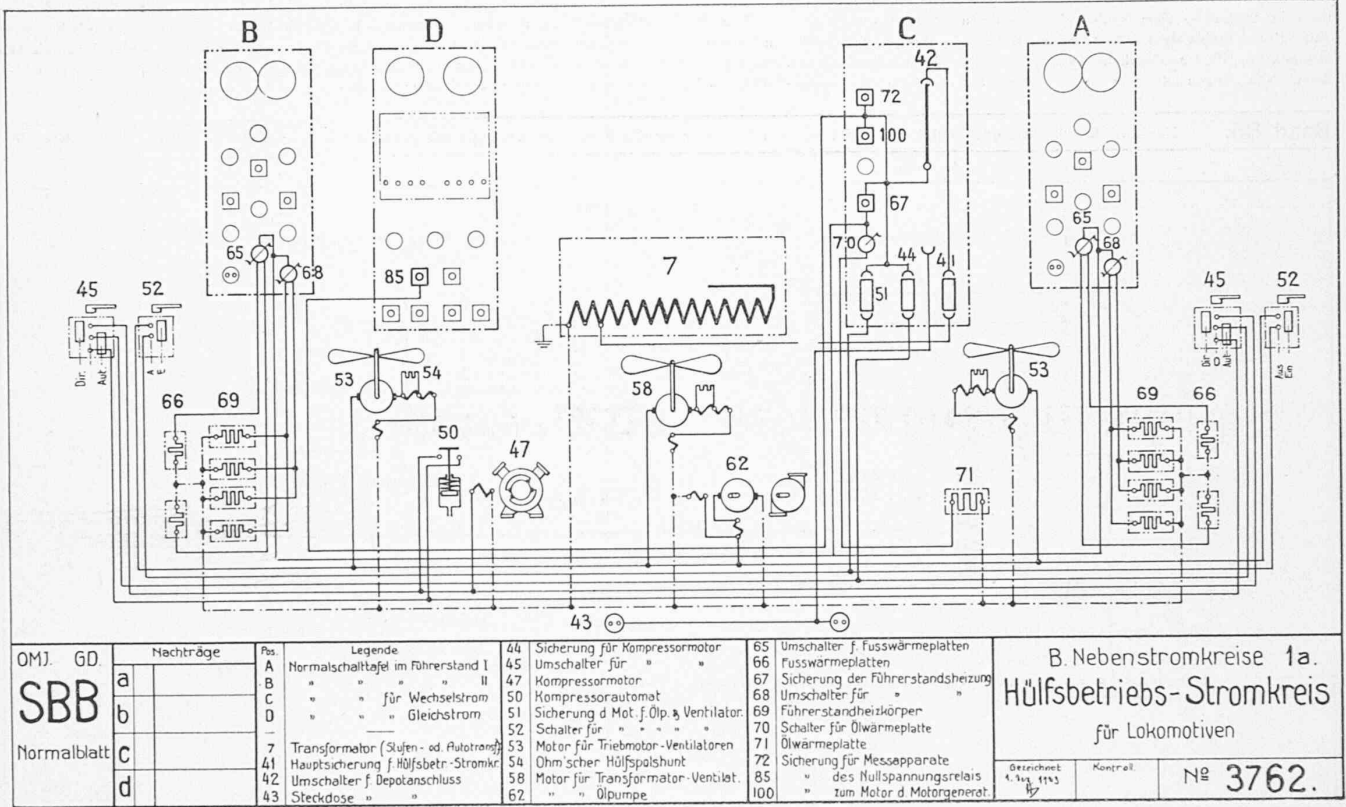 B
D
C
A
42
72
100
67
70
44
41
51
65
68
85
7
65
68
45
52
45
52
Dir.
Aut.
A
E
Dir.
O
Aut.
Aus
Ein
53
54
58
53
66
69
69
66
50
47
62
71
43
OMJ. GD.
SBB
Normalblatt
Nachträge
a
b
c
d
Pos. Legende
A Normalschalttafel im Führerstand I
B " " " " II
C " " für Wechselstrom
D " " " Gleichstrom
7 Transformator (Stufen- od. Autotransf.)
41 Hauptsicherung f. Hülfsbetr-Stromkr.
42 Umschalter f. Depotanschluss
43 Steckdose " "
44 Sicherung für Kompressormotor
45 Umschalter für " "
47 Kompressormotor
50 Kompressorautomat
51 Sicherung d Mot. f. Ölp. & Ventilator.
52 Schalter für " " " " "
53 Motor für Triebmotor-Ventilatoren
54 Ohm'scher Hülfspolshunt
58 Motor für Transformator-Ventilat.
62 " " Ölpumpe
65 Umschalter f. Fusswärmeplatten
66 Fusswärmeplatten
67 Sicherung der Führerstandsheizung
68 Umschalter für " "
69 Führerstandheizkörper
70 Schalter für Ölwärmeplatte
71 Ölwärmeplatte
72 Sicherung für Messapparate
85 " des Nullspannungsrelais
100 " zum Motor d. Motorgenerat.
B. Nebenstromkreise 1a.
Hülfsbetriebs-Stromkreis
für Lokomotiven
Gezeichnet
Kontroll.
Nº 3762.